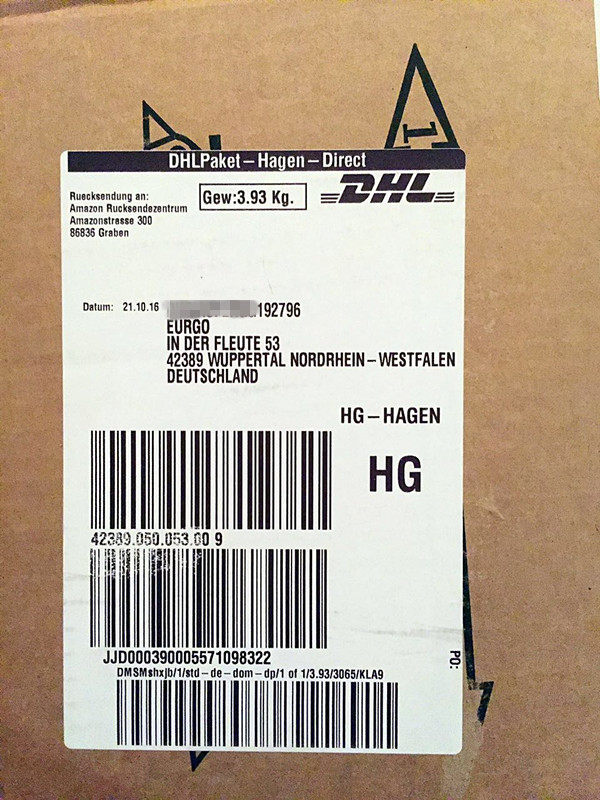 DHLPaket–Hagen–Direct
Ruecksendung an:
Amazon Rucksendezentrum
Amazonstrasse 300
86836 Graben
Gew:3.93 Kg.
DHL
Datum: 21.10.16
192796
EURGO
IN DER FLEUTE 53
42389 WUPPERTAL NORDRHEIN–WESTFALEN
DEUTSCHLAND
HG–HAGEN
HG
42389.050.053.00 9
JJD000390005571098322
DMSMshxjb/1/std–de–dom–dp/1 of 1/3.93/3065/KLA9
PO: